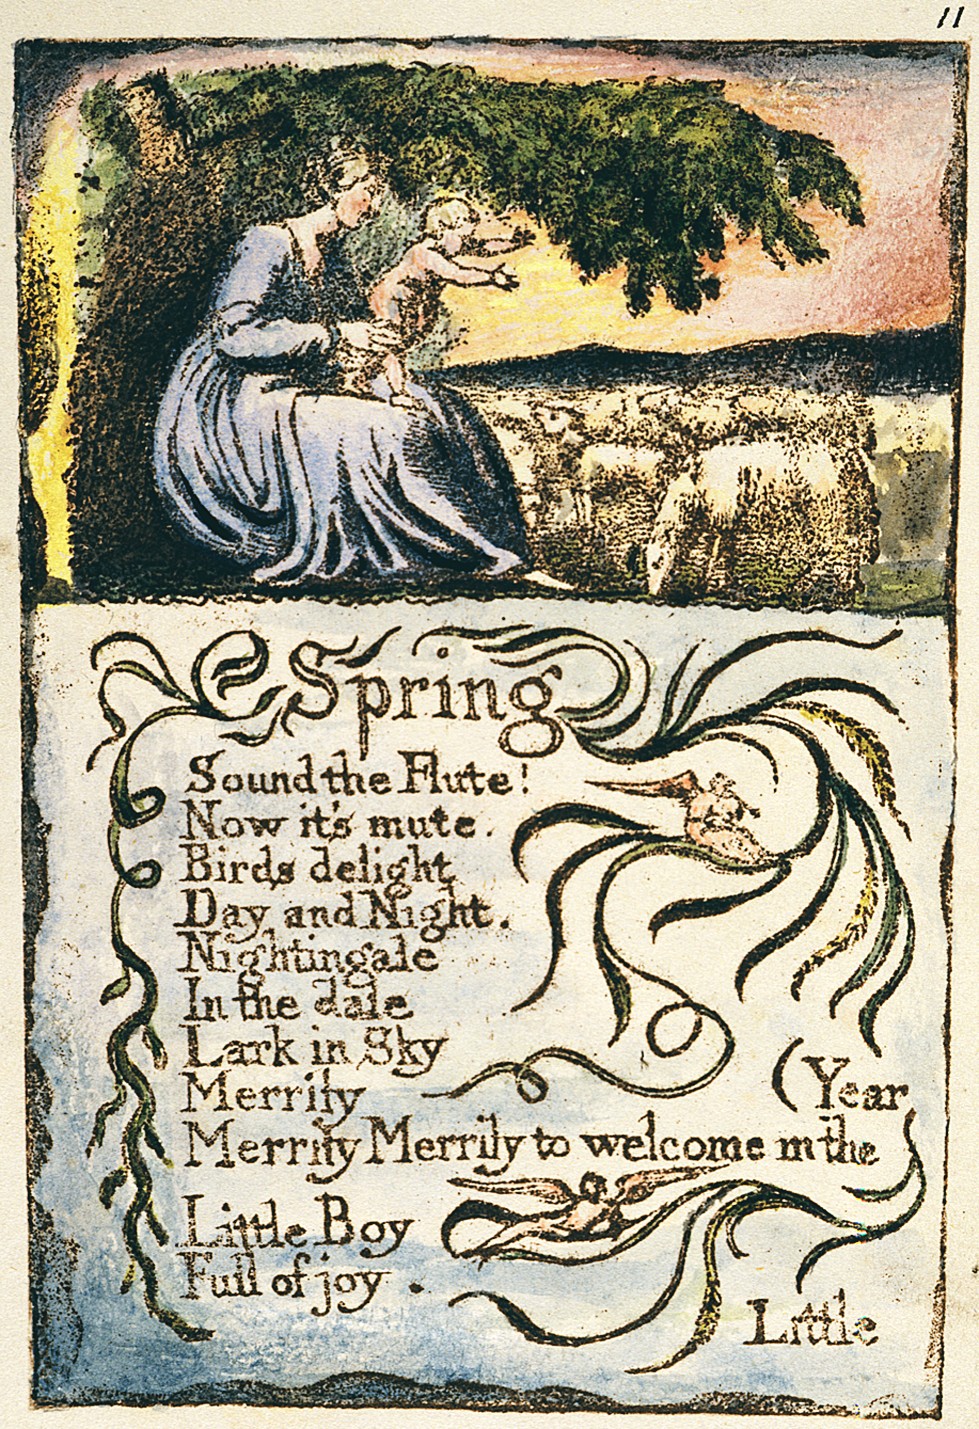 11
Spring
Sound the Flute!
Now it's mute.
Birds delight
Day and Night.
Nightingale
In the dale
Lark in Sky
Merrily
(Year
Merrily Merrily to welcome in the
Little Boy
Full of joy.
Little